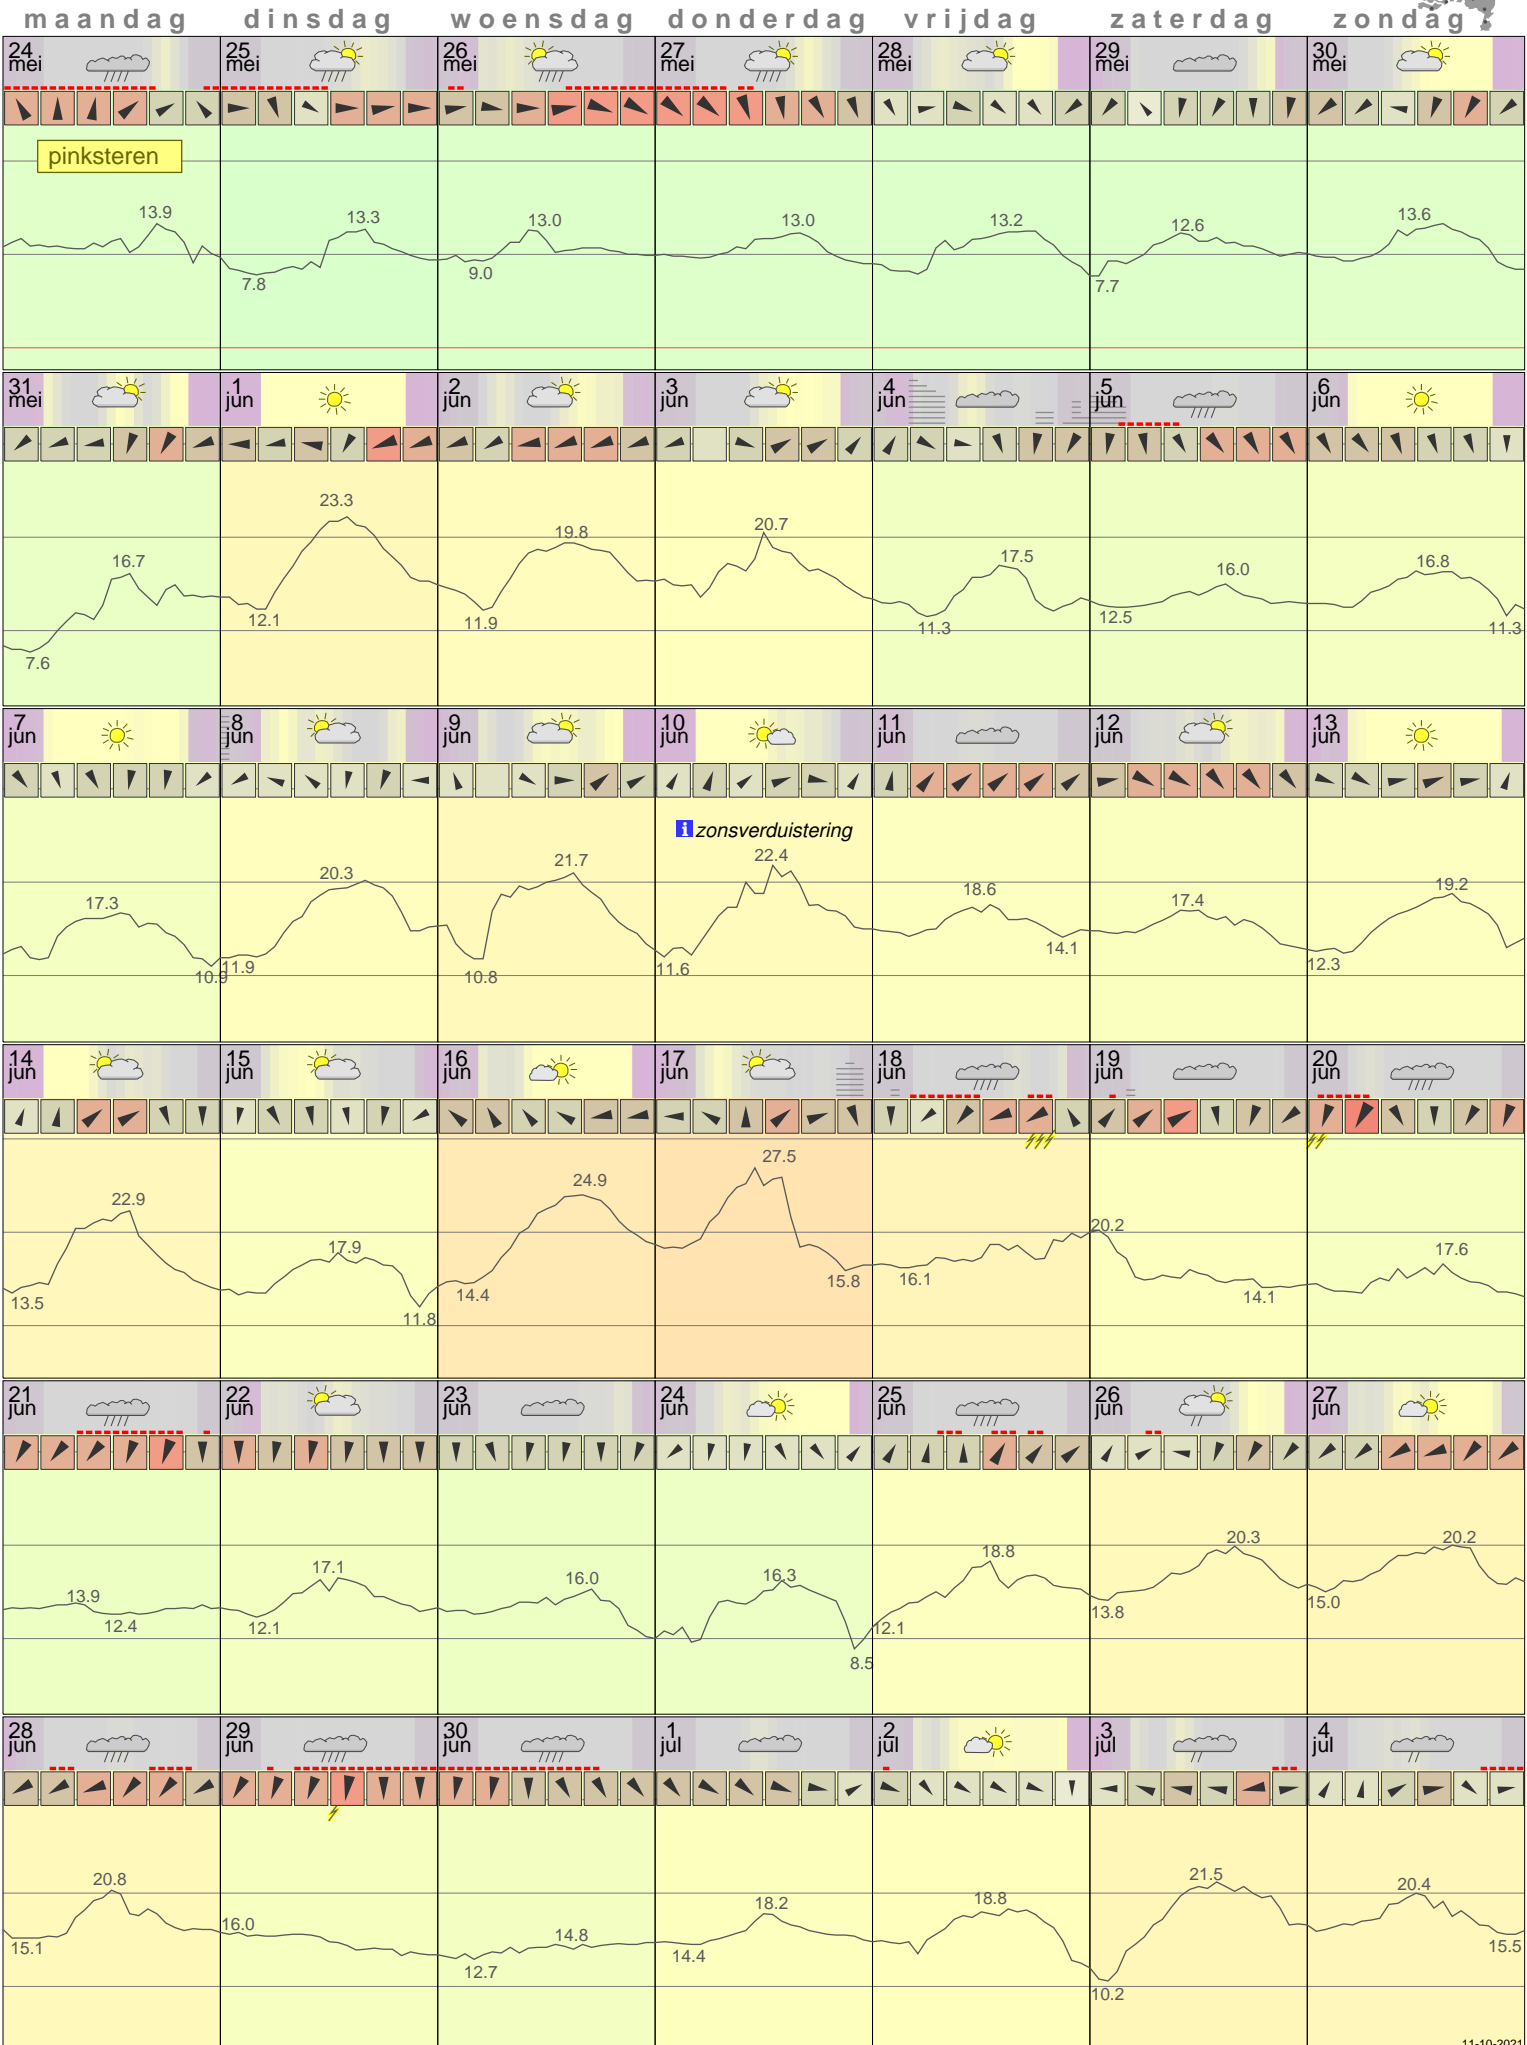 maandag dinsdag woensdag donderdag vrijdag zaterdag zondag
24 25 26 27 28 29 30
mei mei mei mei mei mei mei
pinksteren
13.9 13.3 13.0 13.0 13.2 12.6 13.6
7.8 9.0 7.7
31 1 2 3 4 5 6
mei jun jun jun jun jun jun
23.3
16.7 19.8 20.7 17.5 16.0 16.8
7.6 12.1 11.9 11.3 12.5 11.3
7 8 9 10 11 12 13
jun jun jun jun jun jun jun
i zonsverduistering
17.3 20.3 21.7 22.4 18.6 17.4 19.2
10.9 11.9 10.8 11.6 14.1 12.3
14 15 16 17 18 19 20
jun jun jun jun jun jun jun
22.9 17.9 24.9 27.5 20.2 17.6
13.5 11.8 14.4 15.8 16.1 14.1
21 22 23 24 25 26 27
jun jun jun jun jun jun jun
13.9 17.1 16.0 16.3 18.8 20.3 20.2
12.4 12.1 8.5 12.1 13.8 15.0
28 29 30 1 2 3 4
jun jun jun jul jul jul jul
20.8 16.0 14.8 18.2 18.8 21.5 20.4
15.1 12.7 14.4 10.2 15.5
11-10-2021